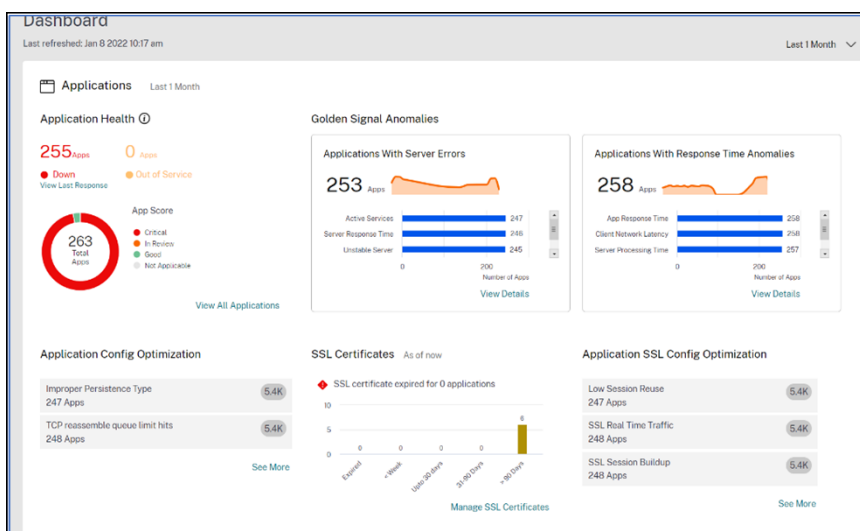 Dashboard
Last refreshed: Jan 8 2022 10:17 am
Last 1 Month
Applications Last 1 Month
Application Health
255 Apps
Down
View Last Response
0 Apps
Out of Service
263
Total
Apps
App Score
Critical
In Review
Good
Not Applicable
View All Applications
Golden Signal Anomalies
Applications With Server Errors
253 Apps
Active Services 247
Server Response Time 246
Unstable Server 245
0 200
Number of Apps
View Details
Applications With Response Time Anomalies
258 Apps
App Response Time 258
Client Network Latency 258
Server Processing Time 257
0 200
Number of Apps
View Details
Application Config Optimization
Improper Persistence Type 5.4K
247 Apps
TCP reassemble queue limit hits 5.4K
248 Apps
See More
SSL Certificates As of now
SSL certificate expired for 0 applications
10
5
0
0 0 0 0 6
Expired < Week Upto 30 days 31-90 Days > 90 Days
Manage SSL Certificates
Application SSL Config Optimization
Low Session Reuse 5.4K
247 Apps
SSL Real Time Traffic 5.4K
248 Apps
SSL Session Buildup 5.4K
248 Apps
See More